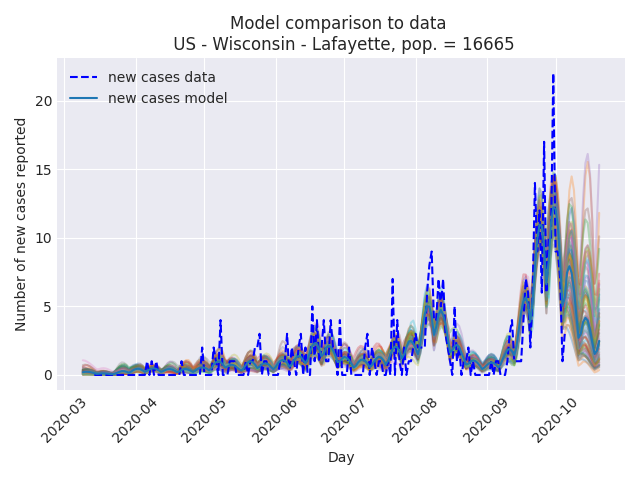 Model comparison to data
US - Wisconsin - Lafayette, pop. = 16665
new cases data
new cases model
Number of new cases reported
20
15
10
5
0
2020-03
2020-04
2020-05
2020-06
2020-07
2020-08
2020-09
2020-10
Day